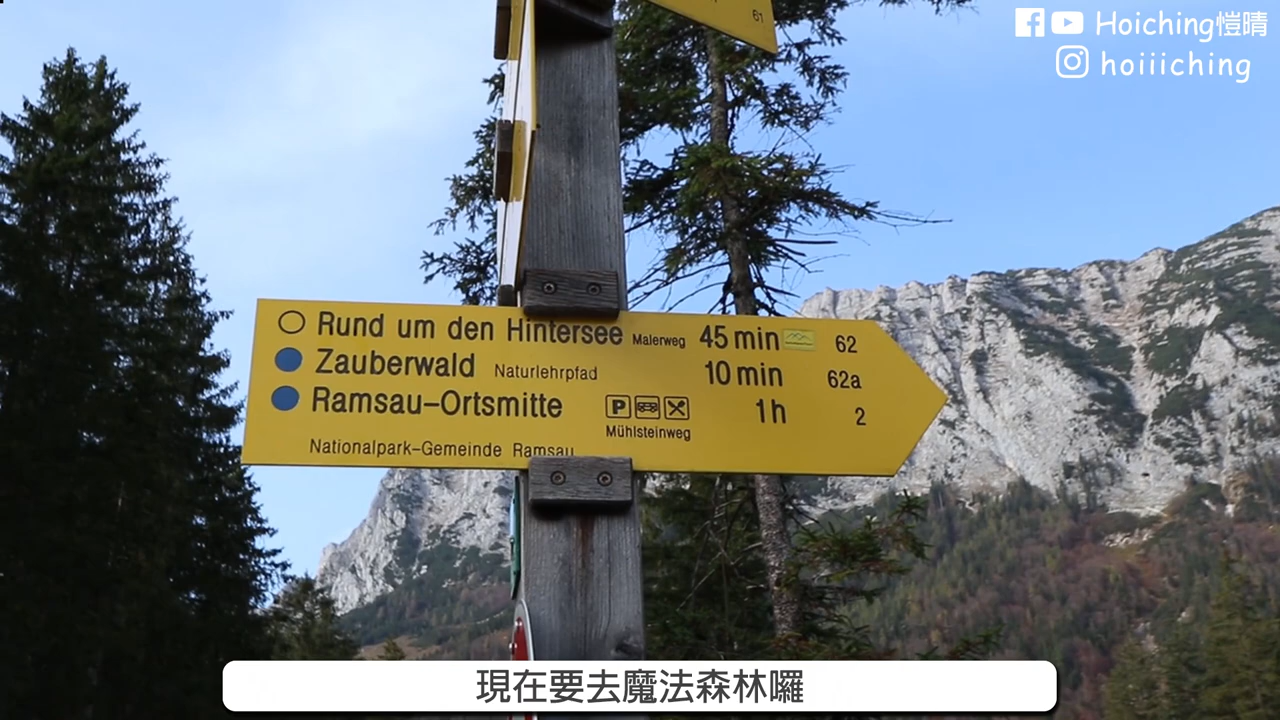 61
Hoiching愷晴
hoiiiching
Rund um den Hintersee Malerweg 45 min 62
Zauberwald Naturlehrpfad 10 min 62a
Ramsau-Ortsmitte P 1h 2
Mühlsteinweg
Nationalpark-Gemeinde Ramsau
現在要去魔法森林囉